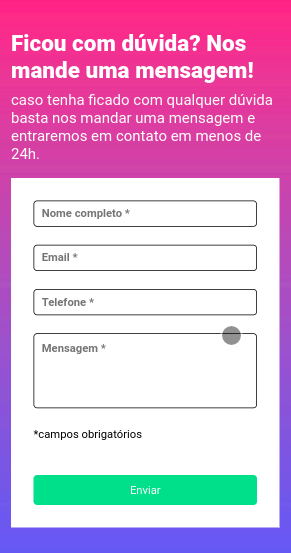 Ficou com dúvida? Nos
mande uma mensagem!
caso tenha ficado com qualquer dúvida
basta nos mandar uma mensagem e
entraremos em contato em menos de
24h.
Nome completo *
Email *
Telefone *
Mensagem *
*campos obrigatórios
Enviar